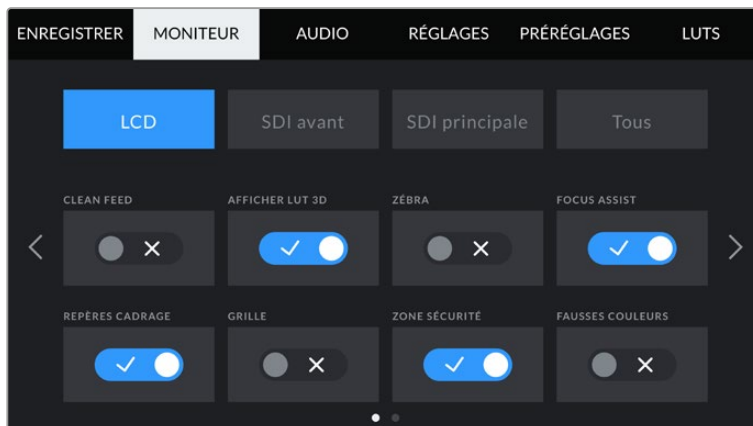 ENREGISTRER MONITEUR AUDIO RÉGLAGES PRÉRÉGLAGES LUTS
LCD SDI avant SDI principale Tous
CLEAN FEED AFFICHER LUT 3D ZÉBRA FOCUS ASSIST
REPÈRES CADRAGE GRILLE ZONE SÉCURITÉ FAUSSES COULEURS